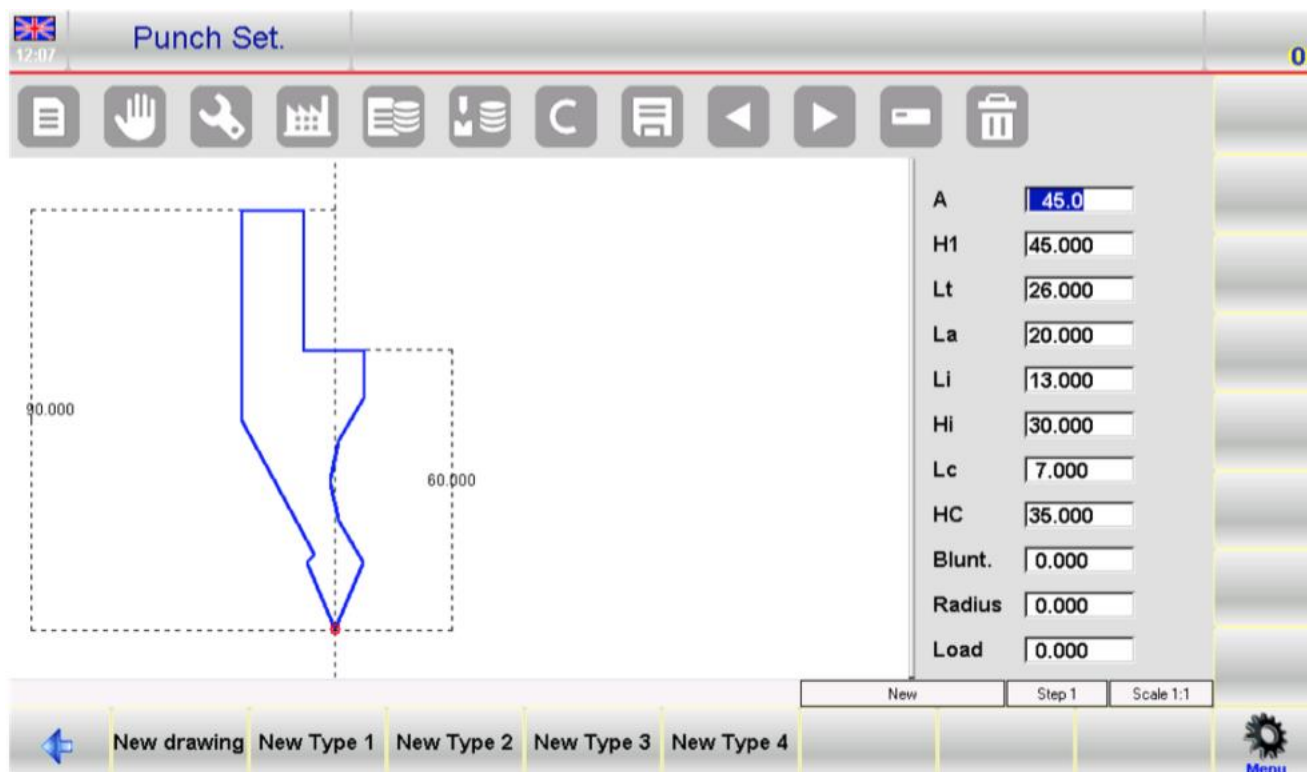 12:07
Punch Set.
0
C
90.000
60.000
A 45.0
H1 45.000
Lt 26.000
La 20.000
Li 13.000
Hi 30.000
Lc 7.000
HC 35.000
Blunt. 0.000
Radius 0.000
Load 0.000
New Step 1 Scale 1:1
New drawing New Type 1 New Type 2 New Type 3 New Type 4
Menu